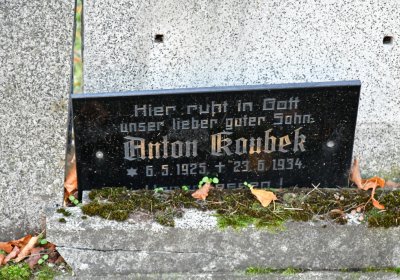 Hier ruht in Gott
unser lieber guter Sohn,
Anton Koubek
* 6.5.1925 + 23.6.1934